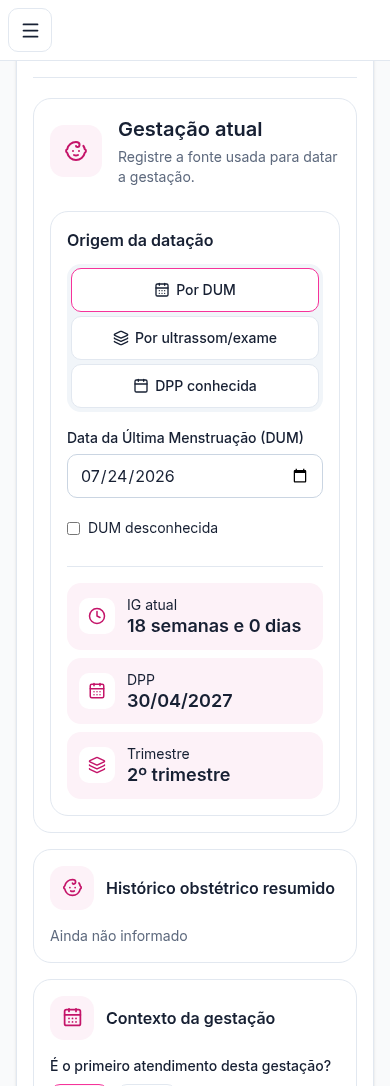 Gestação atual
Registre a fonte usada para datar
a gestação.
Origem da datação
Por DUM
Por ultrassom/exame
DPP conhecida
Data da Última Menstruação (DUM)
07/24/2026
DUM desconhecida
IG atual
18 semanas e 0 dias
DPP
30/04/2027
Trimestre
2º trimestre
Histórico obstétrico resumido
Ainda não informado
Contexto da gestação
É o primeiro atendimento desta gestação?